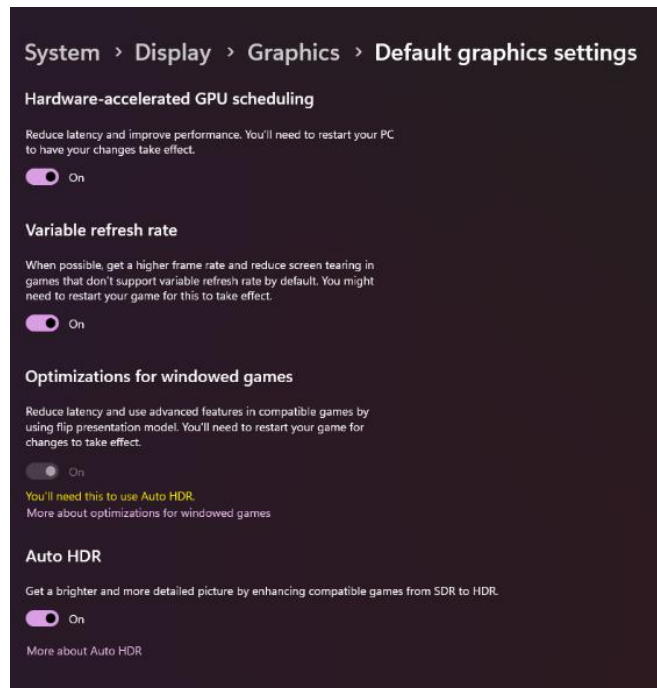 System > Display > Graphics > Default graphics settings
Hardware-accelerated GPU scheduling
Reduce latency and improve performance. You'll need to restart your PC
to have your changes take effect.
On
Variable refresh rate
When possible, get a higher frame rate and reduce screen tearing in
games that don't support variable refresh rate by default. You might
need to restart your game for this to take effect.
On
Optimizations for windowed games
Reduce latency and use advanced features in compatible games by
using flip presentation model. You'll need to restart your game for
changes to take effect.
On
You'll need this to use Auto HDR.
More about optimizations for windowed games
Auto HDR
Get a brighter and more detailed picture by enhancing compatible games from SDR to HDR.
On
More about Auto HDR